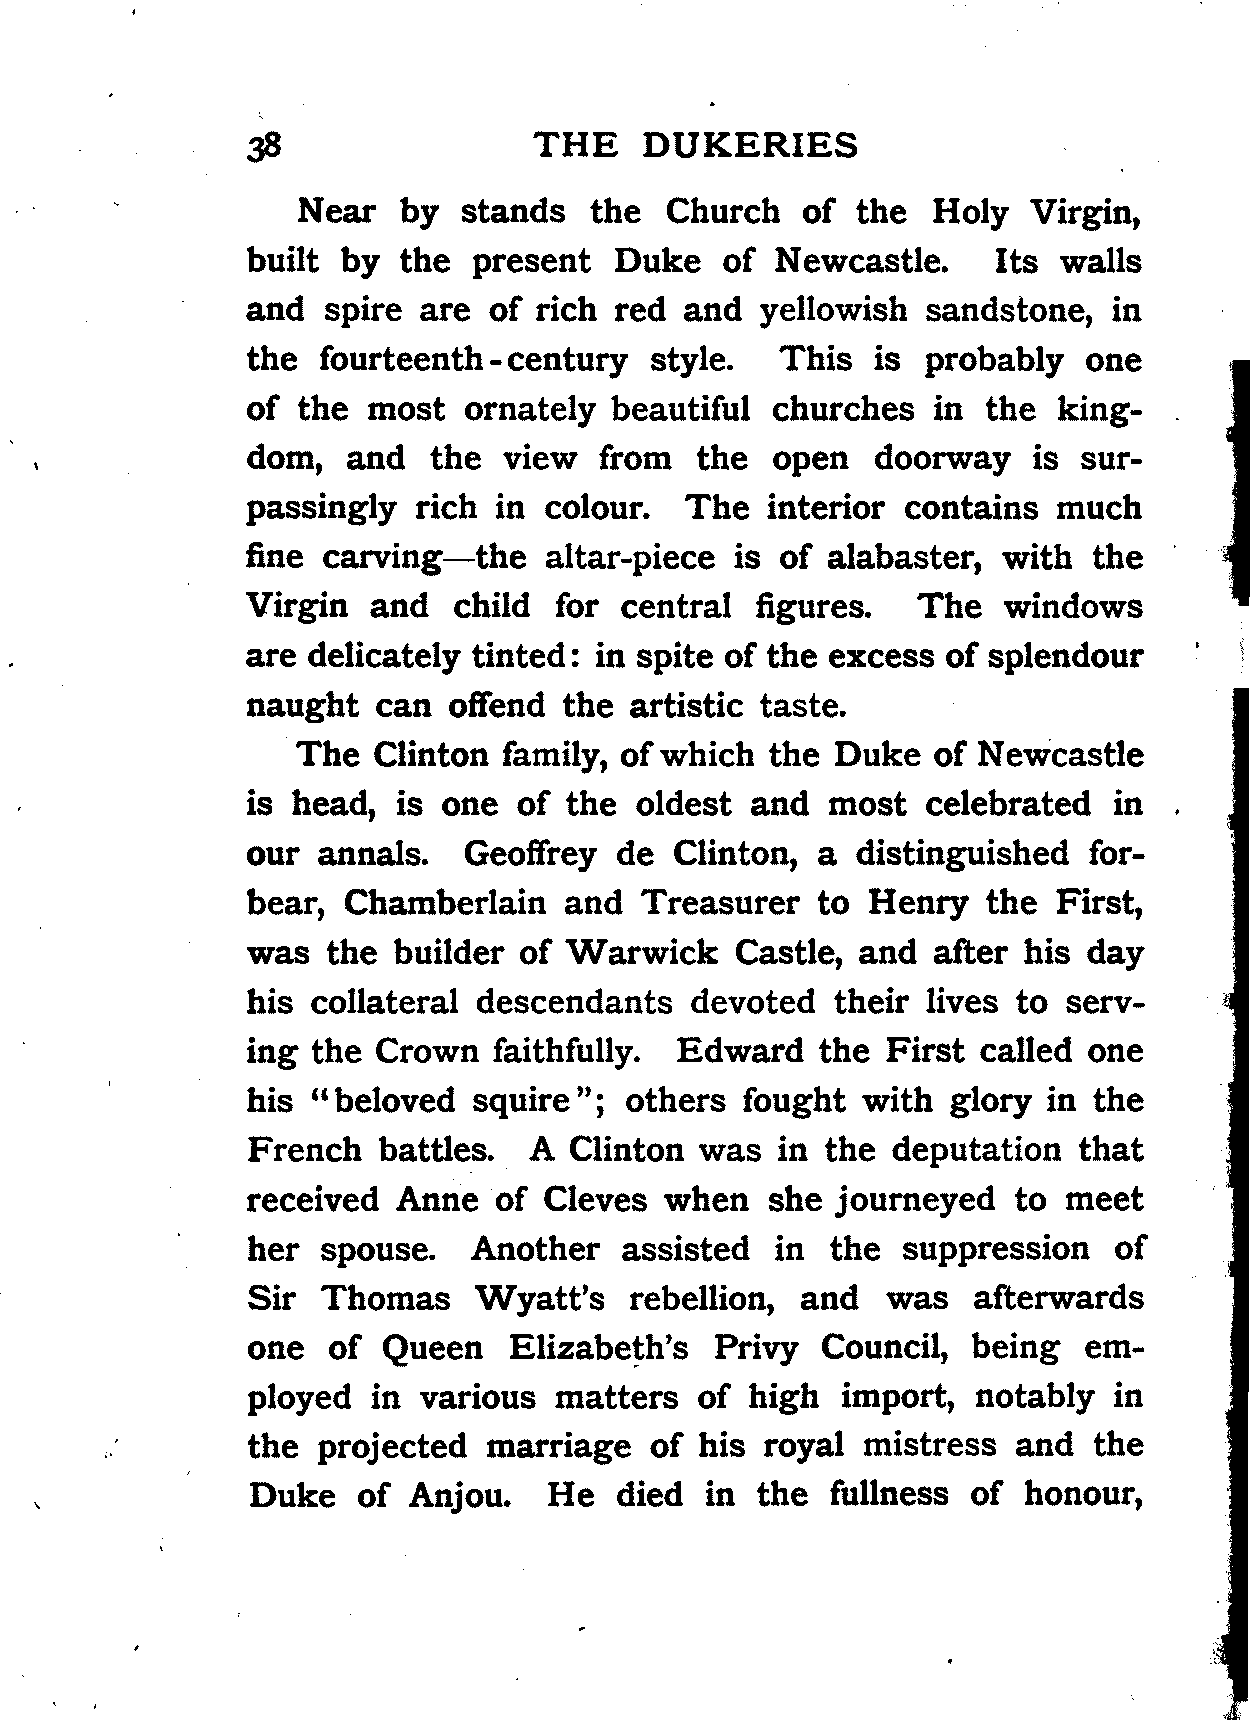 38 THE DUKERIES
Near by stands the Church of the Holy Virgin,
built by the present Duke of Newcastle. Its walls
and spire are of rich red and yellowish sandstone, in
the fourteenth-century style. This is probably one
of the most ornately beautiful churches in the king-
dom, and the view from the open doorway is sur-
passingly rich in colour. The interior contains much
fine carving—the altar-piece is of alabaster, with the
Virgin and child for central figures. The windows
are delicately tinted: in spite of the excess of splendour
naught can offend the artistic taste.
The Clinton family, of which the Duke of Newcastle
is head, is one of the oldest and most celebrated in
our annals. Geoffrey de Clinton, a distinguished for-
bear, Chamberlain and Treasurer to Henry the First,
was the builder of Warwick Castle, and after his day
his collateral descendants devoted their lives to serv-
ing the Crown faithfully. Edward the First called one
his "beloved squire"; others fought with glory in the
French battles. A Clinton was in the deputation that
received Anne of Cleves when she journeyed to meet
her spouse. Another assisted in the suppression of
Sir Thomas Wyatt's rebellion, and was afterwards
one of Queen Elizabeth's Privy Council, being em-
ployed in various matters of high import, notably in
the projected marriage of his royal mistress and the
Duke of Anjou. He died in the fullness of honour,